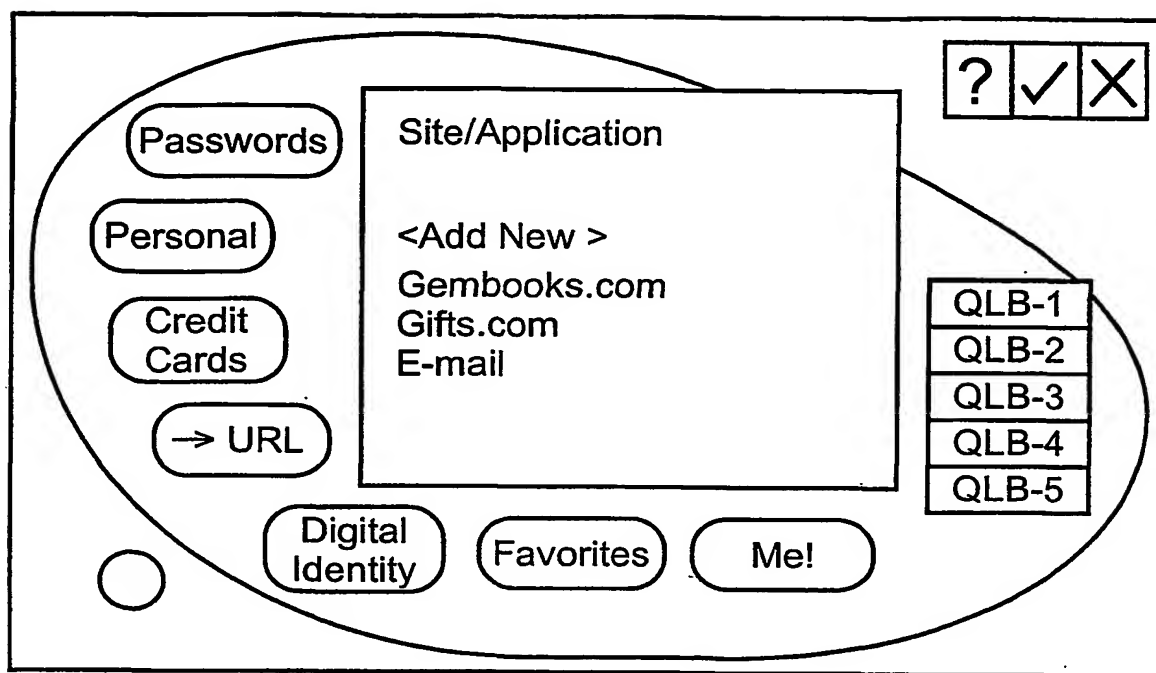 ?
Passwords
Site/Application
Personal
<Add New >
Gembooks.com
Gifts.com
E-mail
Credit
Cards
→ URL
QLB-1
QLB-2
QLB-3
QLB-4
QLB-5
Digital
Identity
Favorites
Me!